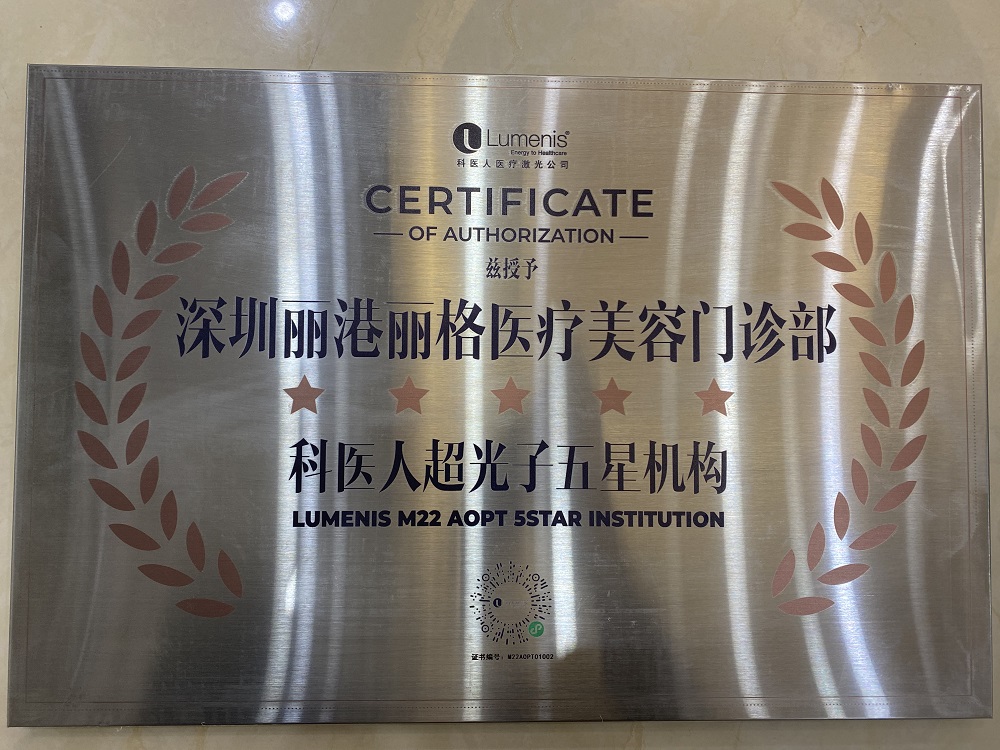 Lumenis®
Energy to Healthcare
科医人医疗激光公司
CERTIFICATE
OF AUTHORIZATION
兹授予
深圳丽港丽格医疗美容门诊部
科医人超光子五星机构
LUMENIS M22 AOPT 5STAR INSTITUTION
证书编号：M22AOPT01002